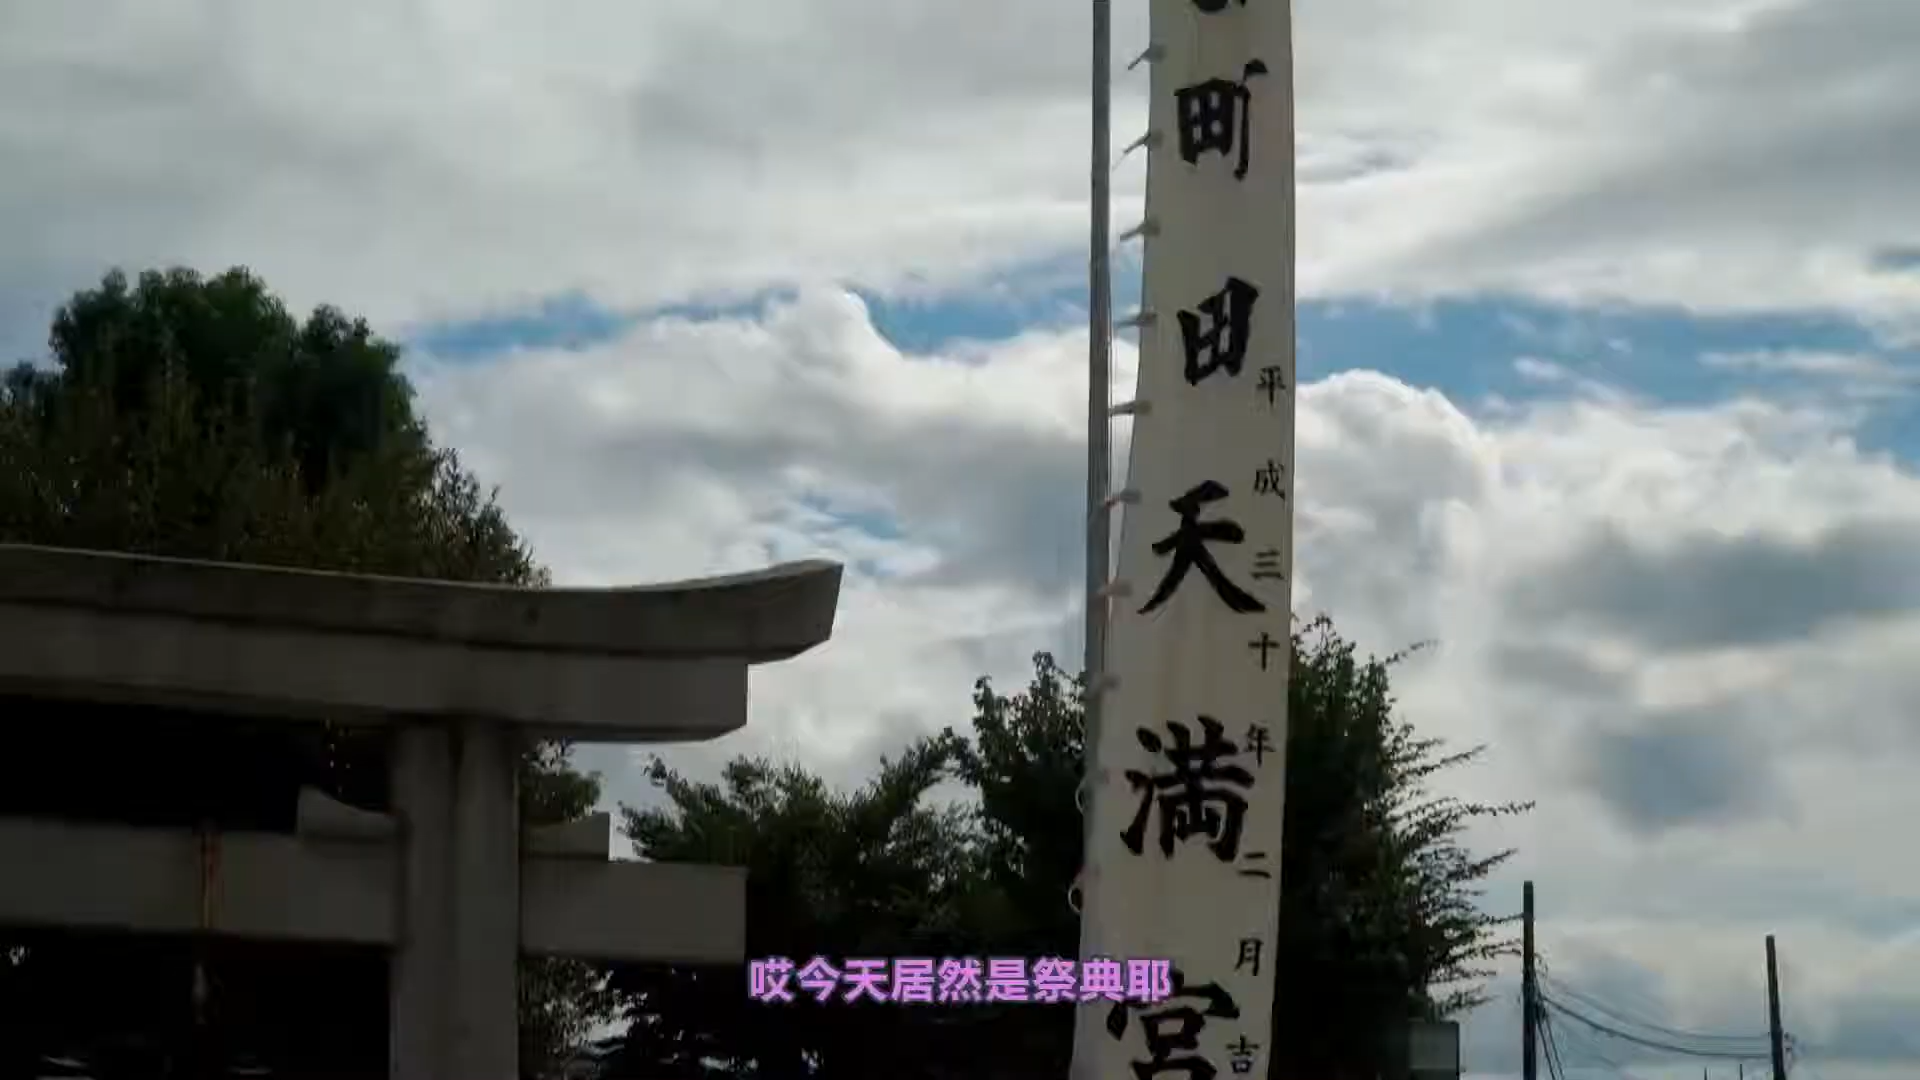 町田天満宮
平成三十年二月吉
哎今天居然是祭典耶